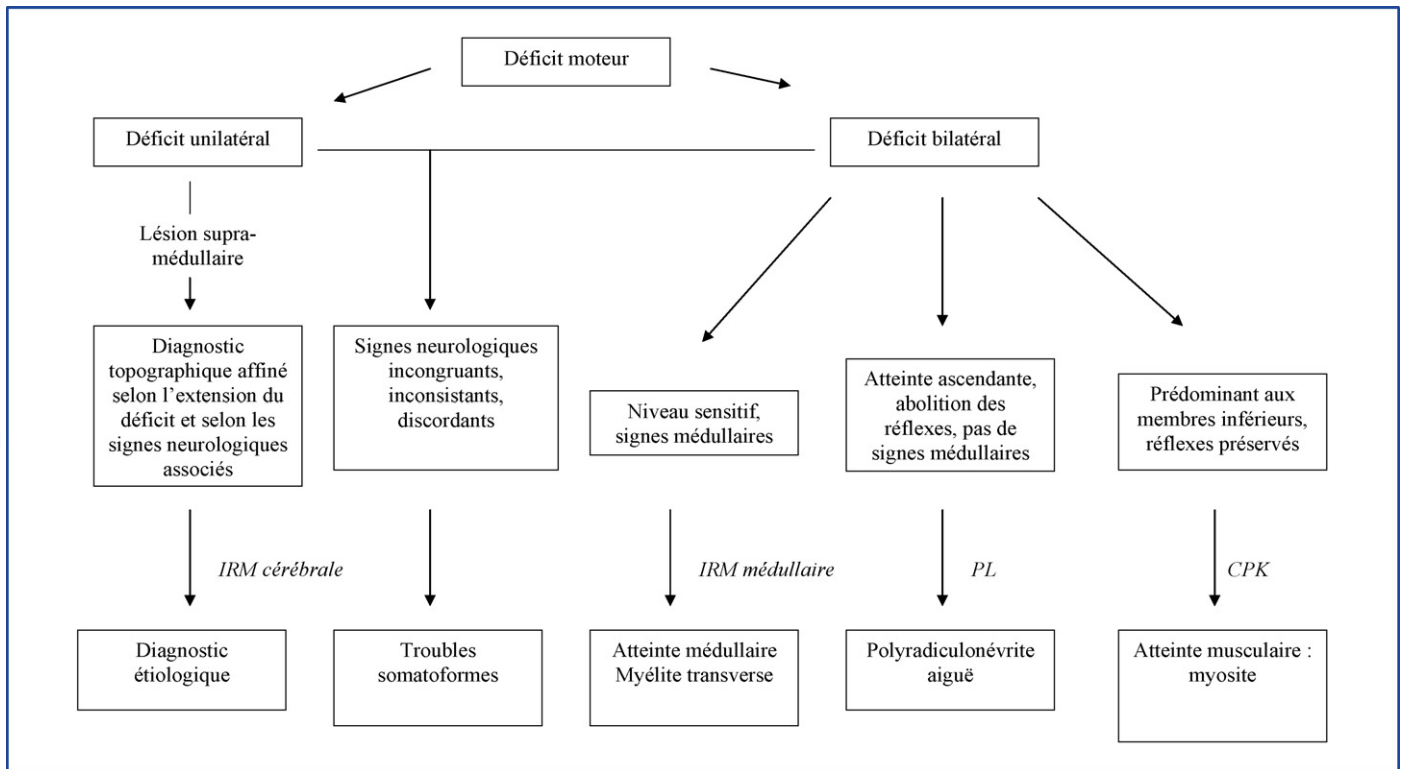 Déficit moteur
Déficit unilatéral
Déficit bilatéral
Lésion supra-
médullaire
Diagnostic
topographique affiné
selon l’extension du
déficit et selon les
signes neurologiques
associés
Signes neurologiques
incongruants,
inconsistants,
discordants
Niveau sensitif,
signes médullaires
Atteinte ascendante,
abolition des
réflexes, pas de
signes médullaires
Prédominant aux
membres inférieurs,
réflexes préservés
IRM cérébrale
IRM médullaire
PL
CPK
Diagnostic
étiologique
Troubles
somatoformes
Atteinte médullaire
Myélite transverse
Polyradiculonévrite
aiguë
Atteinte musculaire :
myosite